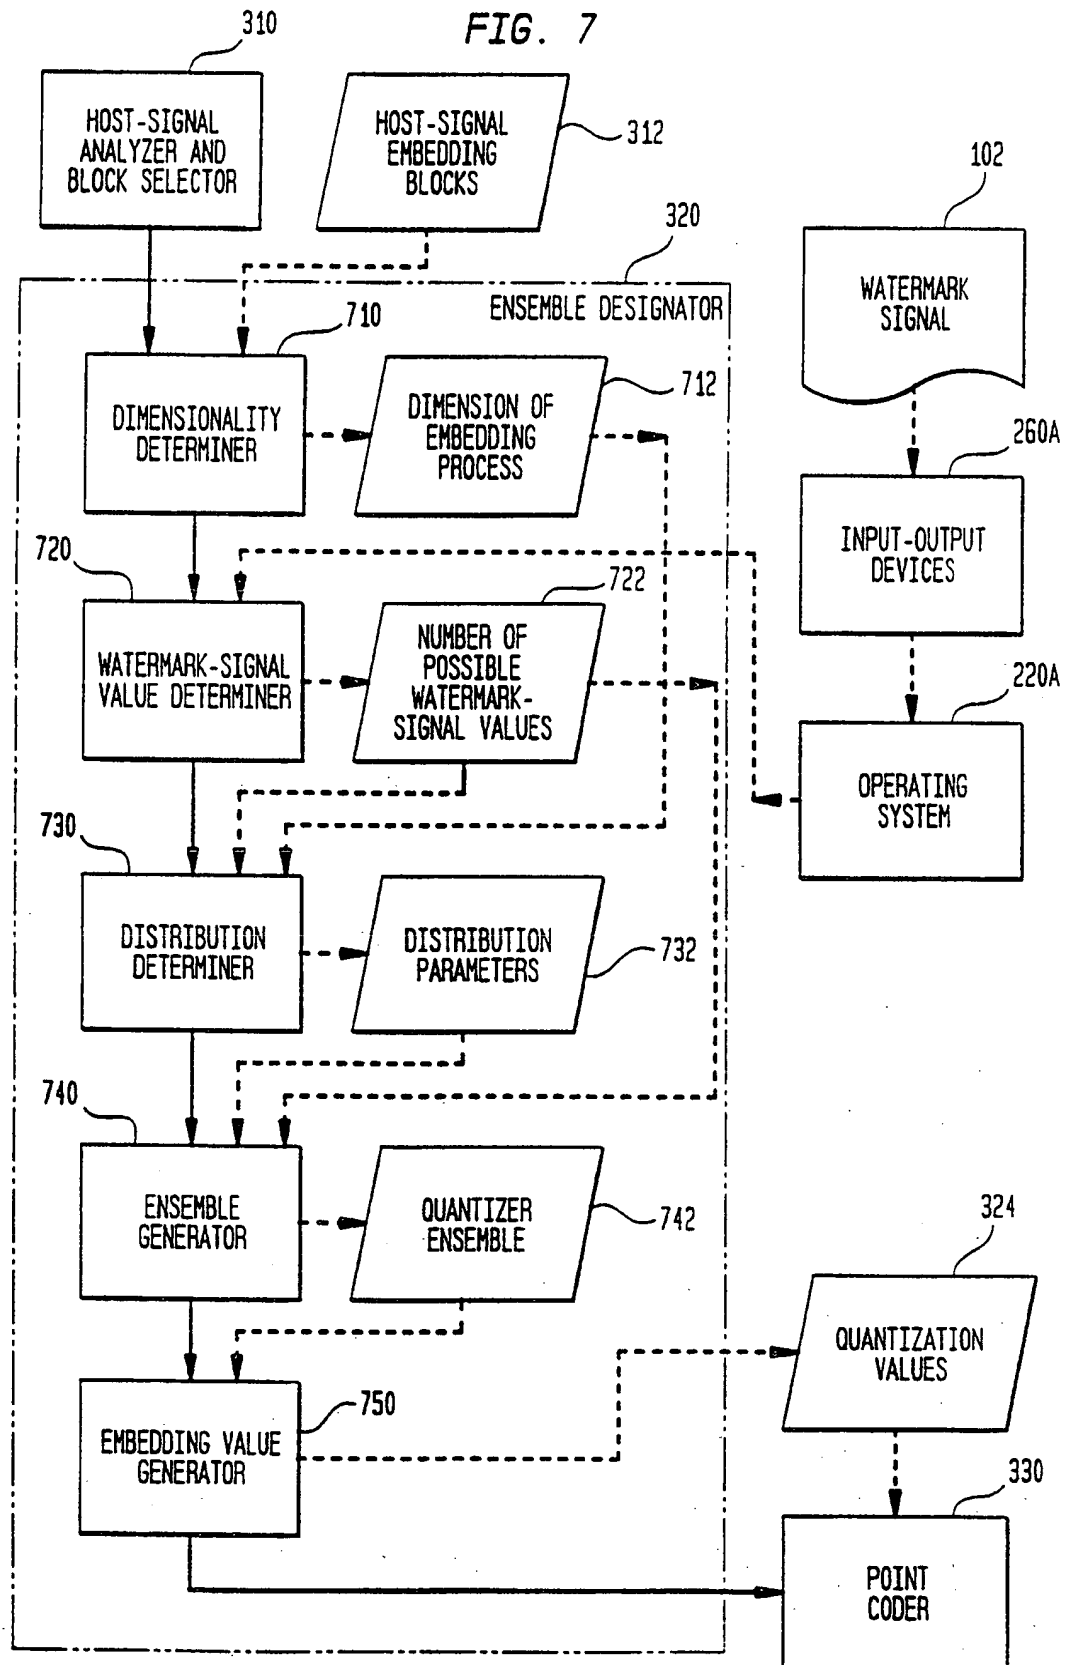 FIG. 7
310
HOST-SIGNAL
ANALYZER AND
BLOCK SELECTOR
HOST-SIGNAL
EMBEDDING
BLOCKS
312
102
WATERMARK
SIGNAL
320
ENSEMBLE DESIGNATOR
710
DIMENSIONALITY
DETERMINER
DIMENSION OF
EMBEDDING
PROCESS
712
260A
INPUT-OUTPUT
DEVICES
720
WATERMARK-SIGNAL
VALUE DETERMINER
722
NUMBER OF
POSSIBLE
WATERMARK-
SIGNAL VALUES
220A
OPERATING
SYSTEM
730
DISTRIBUTION
DETERMINER
DISTRIBUTION
PARAMETERS
732
740
ENSEMBLE
GENERATOR
QUANTIZER
ENSEMBLE
742
324
QUANTIZATION
VALUES
750
EMBEDDING VALUE
GENERATOR
330
POINT
CODER